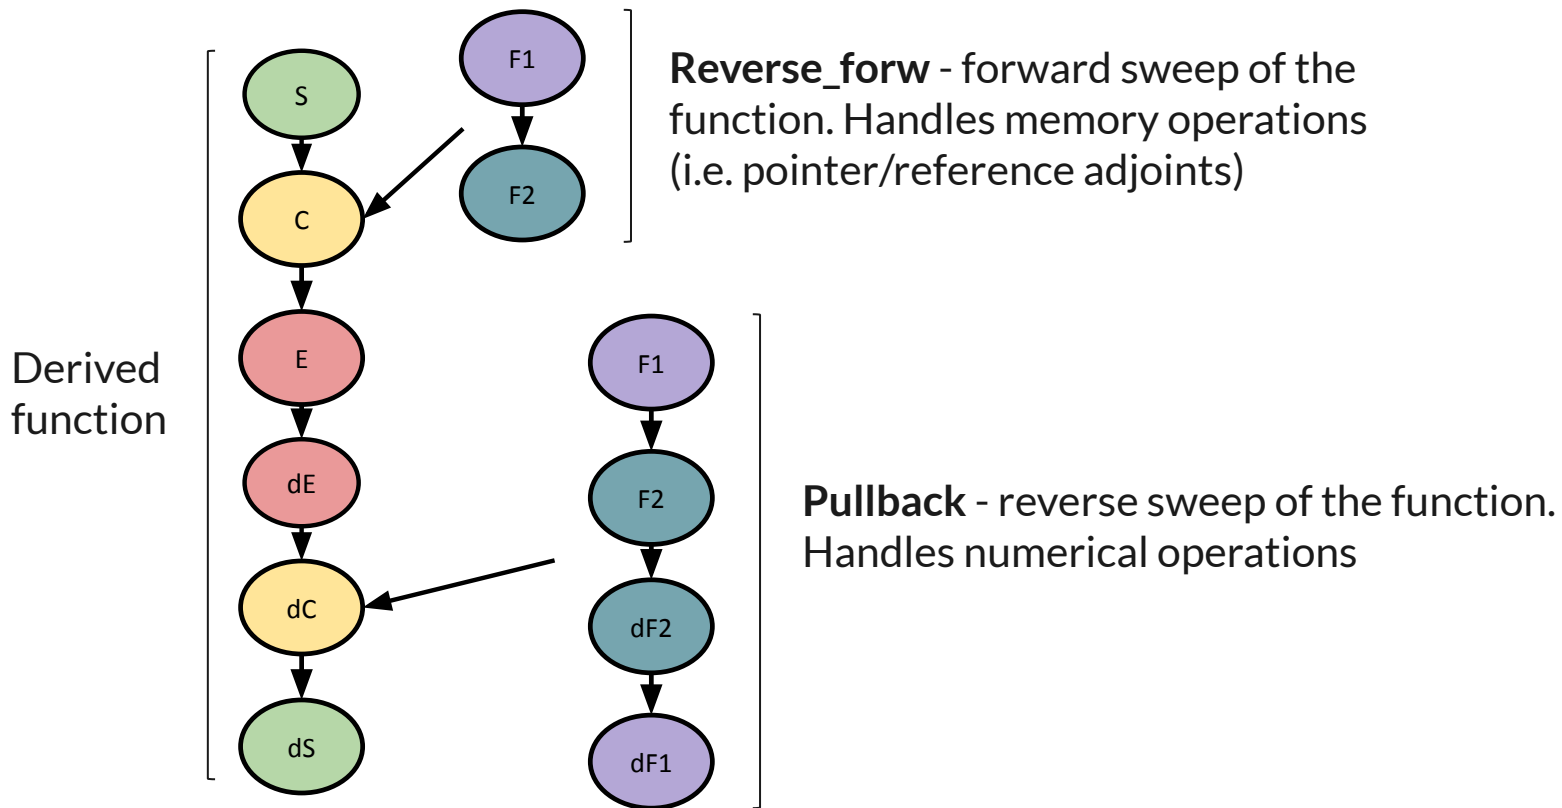 S
C
E
dE
dC
dS
Derived
function
F1
F2
Reverse_forw - forward sweep of the
function. Handles memory operations
(i.e. pointer/reference adjoints)
F1
F2
dF2
dF1
Pullback - reverse sweep of the function.
Handles numerical operations